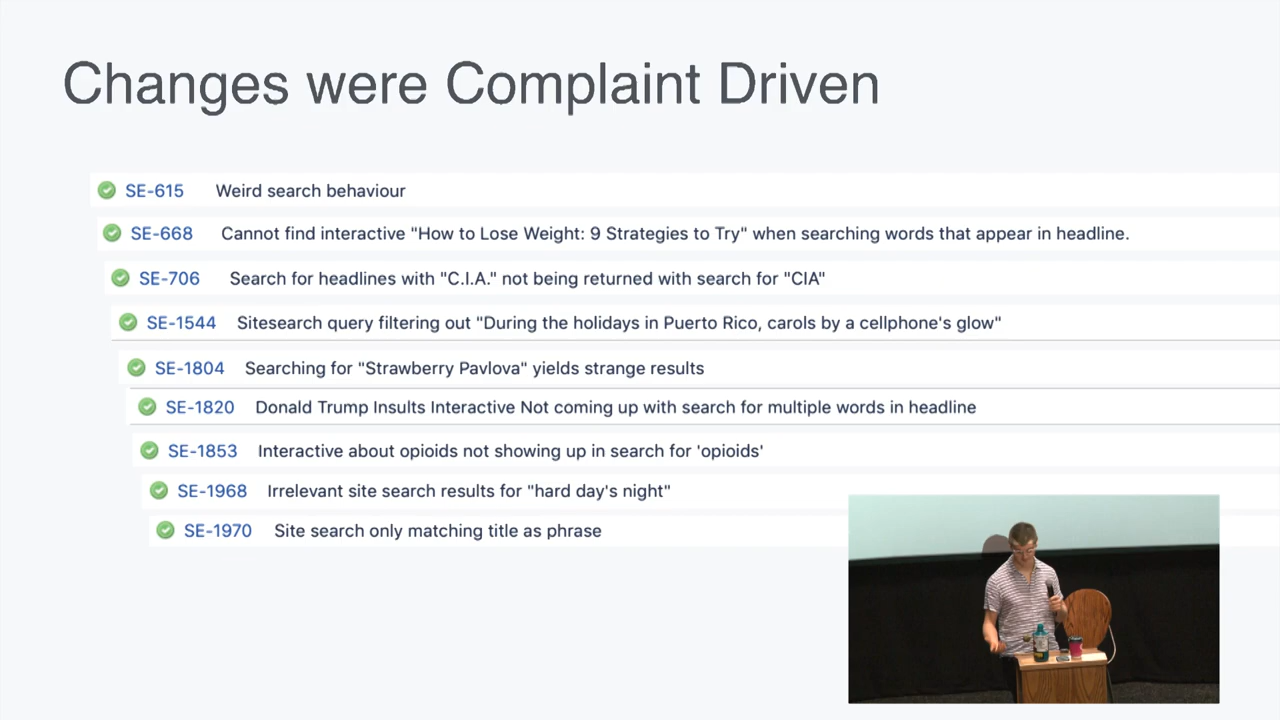 Changes were Complaint Driven
SE-615 Weird search behaviour
SE-668 Cannot find interactive "How to Lose Weight: 9 Strategies to Try" when searching words that appear in headline.
SE-706 Search for headlines with "C.I.A." not being returned with search for "CIA"
SE-1544 Sitesearch query filtering out "During the holidays in Puerto Rico, carols by a cellphone's glow"
SE-1804 Searching for "Strawberry Pavlova" yields strange results
SE-1820 Donald Trump Insults Interactive Not coming up with search for multiple words in headline
SE-1853 Interactive about opioids not showing up in search for 'opioids'
SE-1968 Irrelevant site search results for "hard day's night"
SE-1970 Site search only matching title as phrase